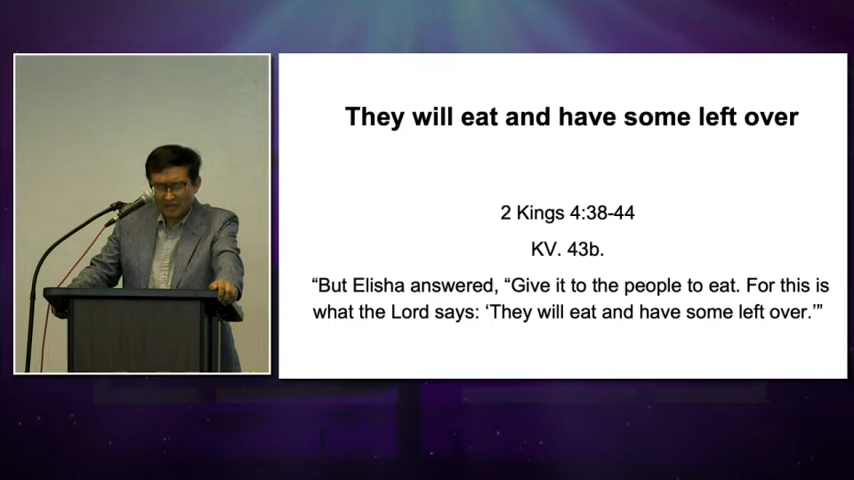 They will eat and have some left over
2 Kings 4:38-44
KV. 43b.
“But Elisha answered, “Give it to the people to eat. For this is
what the Lord says: ‘They will eat and have some left over.’”